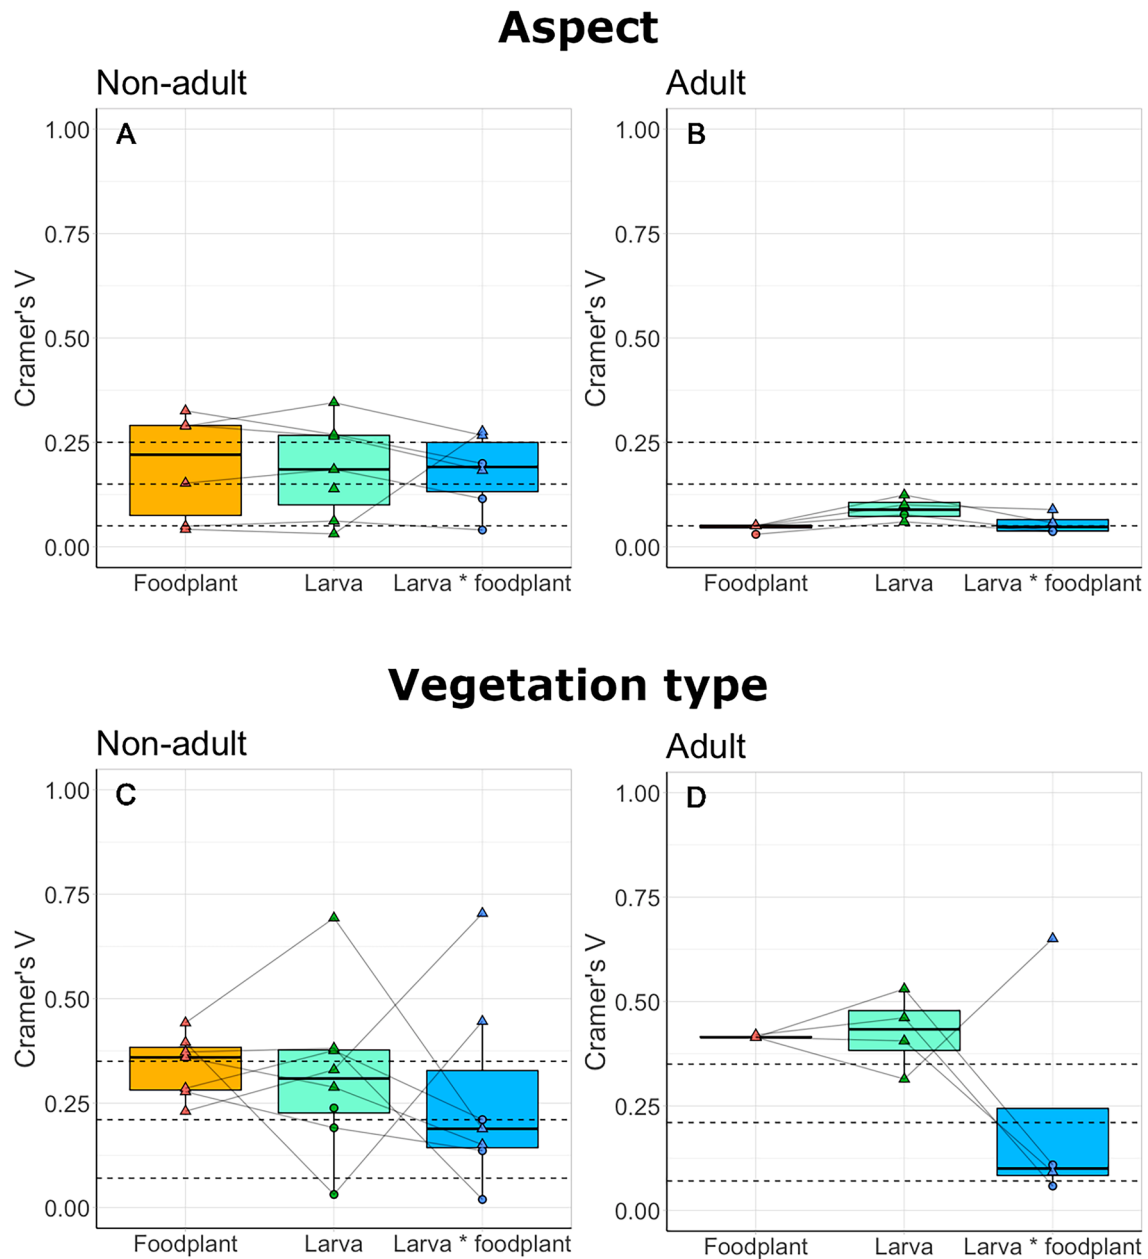 Aspect
Non-adult
Adult
A
B
1.00
0.75
0.50
0.25
0.00
Cramer's V
Foodplant Larva Larva * foodplant
1.00
0.75
0.50
0.25
0.00
Cramer's V
Foodplant Larva Larva * foodplant
Vegetation type
Non-adult
Adult
C
D
1.00
0.75
0.50
0.25
0.00
Cramer's V
Foodplant Larva Larva * foodplant
1.00
0.75
0.50
0.25
0.00
Cramer's V
Foodplant Larva Larva * foodplant